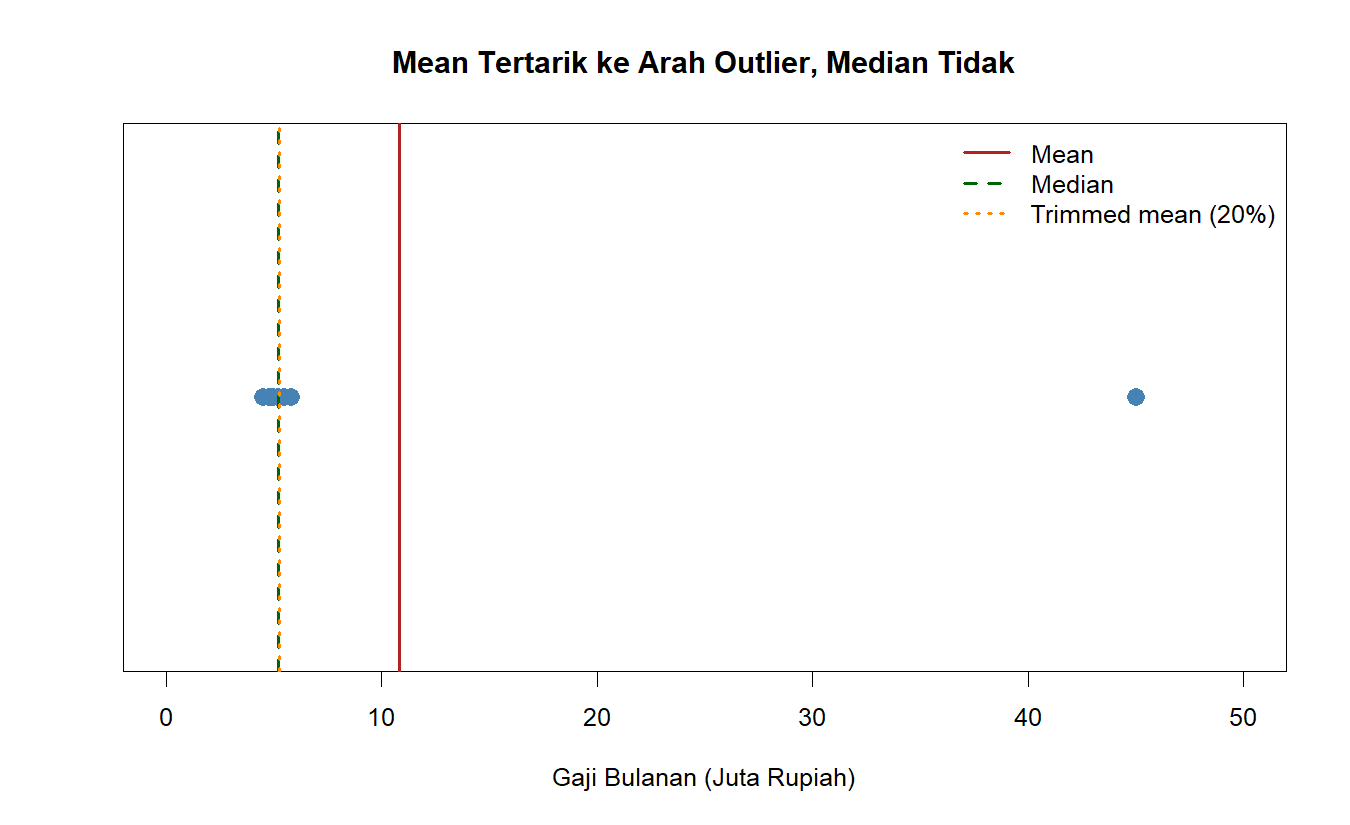 Mean Tertarik ke Arah Outlier, Median Tidak
Mean
Median
Trimmed mean (20%)
0 10 20 30 40 50
Gaji Bulanan (Juta Rupiah)